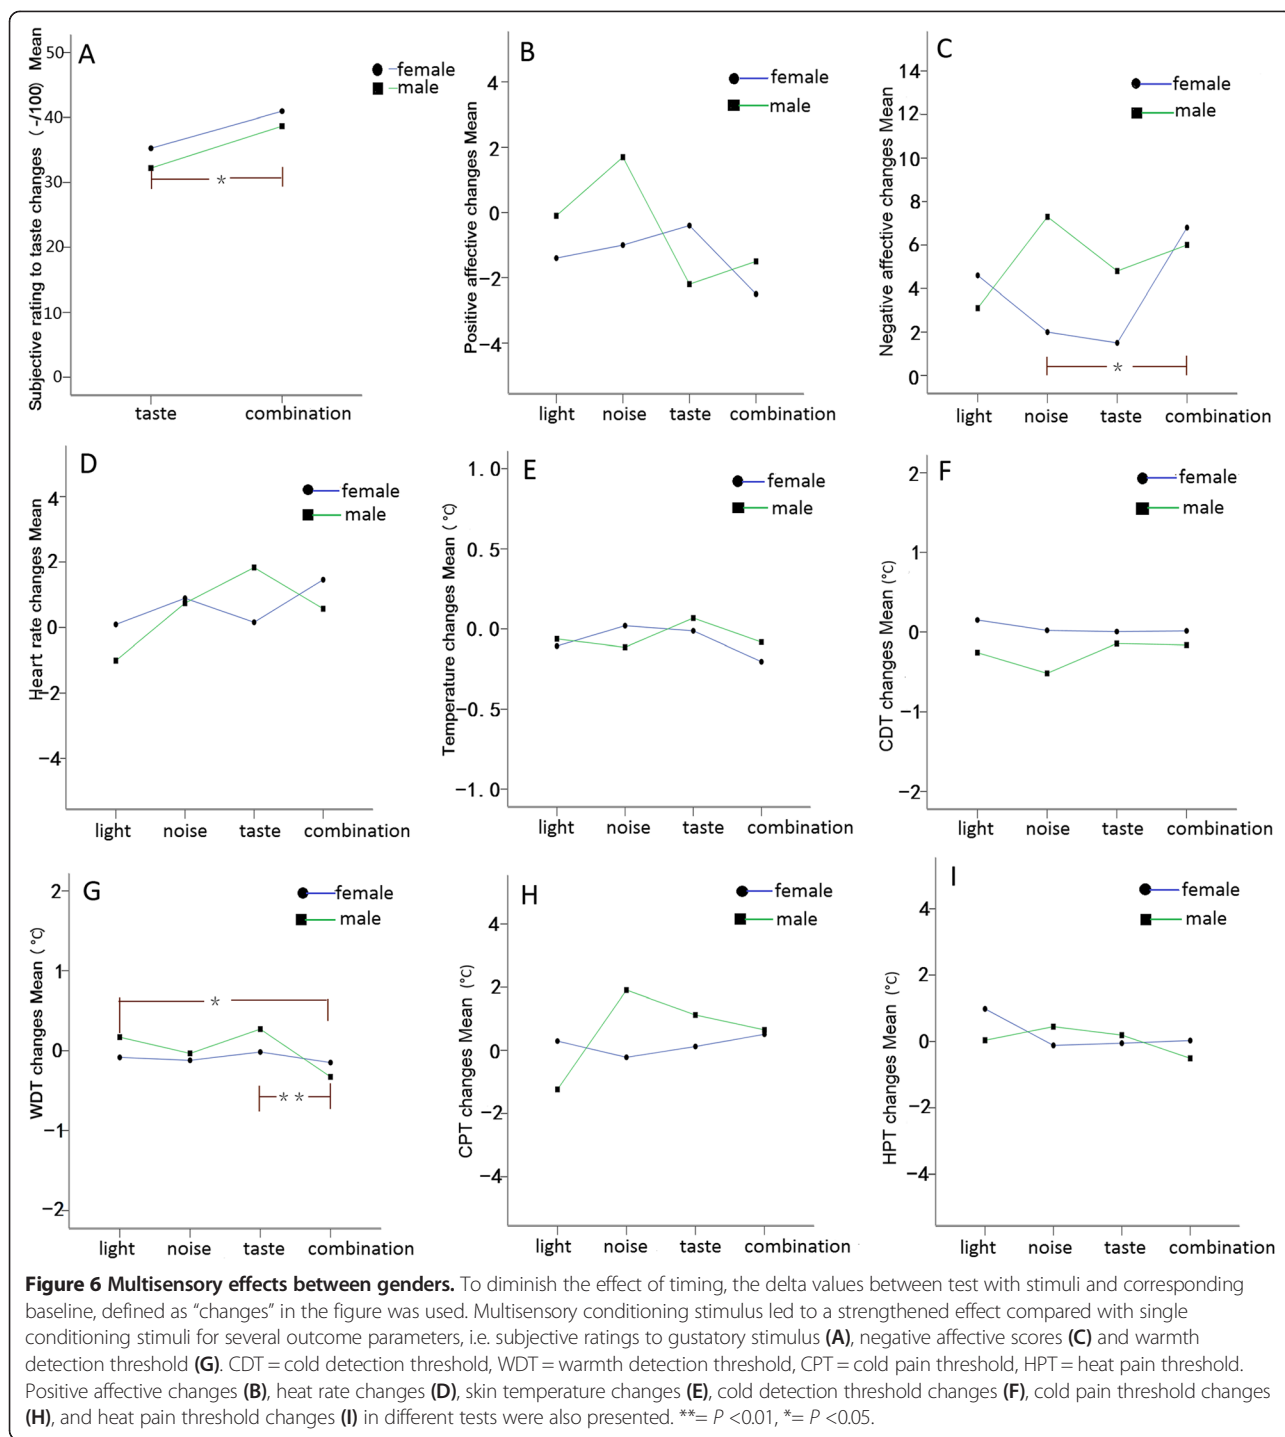 A
Subjective rating to taste changes (-/100) Mean
50
40
30
20
10
0
female
male
*
taste combination
B
Positive affective changes Mean
4
2
0
−2
−4
female
male
light noise taste combination
C
Negative affective changes Mean
14
12
10
8
6
4
2
0
female
male
*
light noise taste combination
D
Heart rate changes Mean
4
2
0
−2
−4
female
male
light noise taste combination
E
Temperature changes Mean (°C)
1.0
0.5
0.0
−0.5
−1.0
female
male
light noise taste combination
F
CDT changes Mean (°C)
2
1
0
−1
−2
female
male
light noise taste combination
G
WDT changes Mean (°C)
2
1
0
−1
−2
female
male
*
**
light noise taste combination
H
CPT changes Mean (°C)
4
2
0
−2
−4
female
male
light noise taste combination
I
HPT changes Mean (°C)
4
2
0
−2
−4
female
male
light noise taste combination
Figure 6 Multisensory effects between genders. To diminish the effect of timing, the delta values between test with stimuli and corresponding
baseline, defined as “changes” in the figure was used. Multisensory conditioning stimulus led to a strengthened effect compared with single
conditioning stimuli for several outcome parameters, i.e. subjective ratings to gustatory stimulus (A), negative affective scores (C) and warmth
detection threshold (G). CDT = cold detection threshold, WDT = warmth detection threshold, CPT = cold pain threshold, HPT = heat pain threshold.
Positive affective changes (B), heat rate changes (D), skin temperature changes (E), cold detection threshold changes (F), cold pain threshold changes
(H), and heat pain threshold changes (I) in different tests were also presented. **= P <0.01, *= P <0.05.